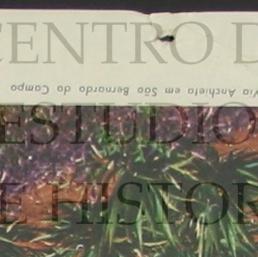 CENTRO D
Via Anchieta em São Bernardo do Campo
ESTUDIO
E HISTOR